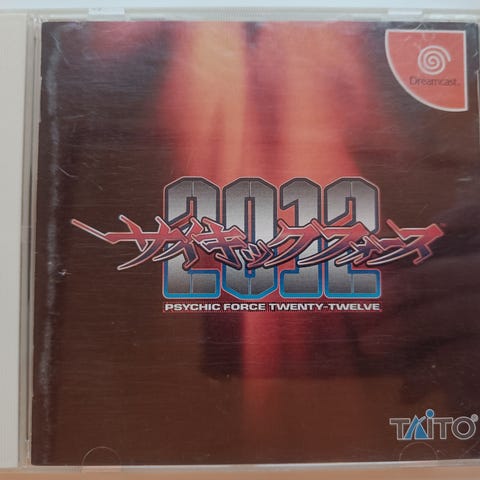 Dreamcast
2012
サイキックフォース
PSYCHIC FORCE TWENTY-TWELVE
TAITO®